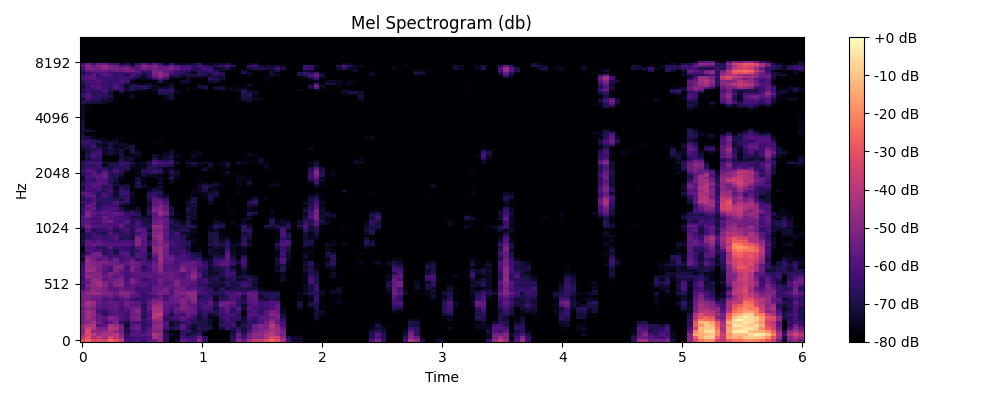 Mel Spectrogram (db)
Hz
8192
4096
2048
1024
512
0
0 1 2 3 4 5 6
Time
+0 dB
-10 dB
-20 dB
-30 dB
-40 dB
-50 dB
-60 dB
-70 dB
-80 dB